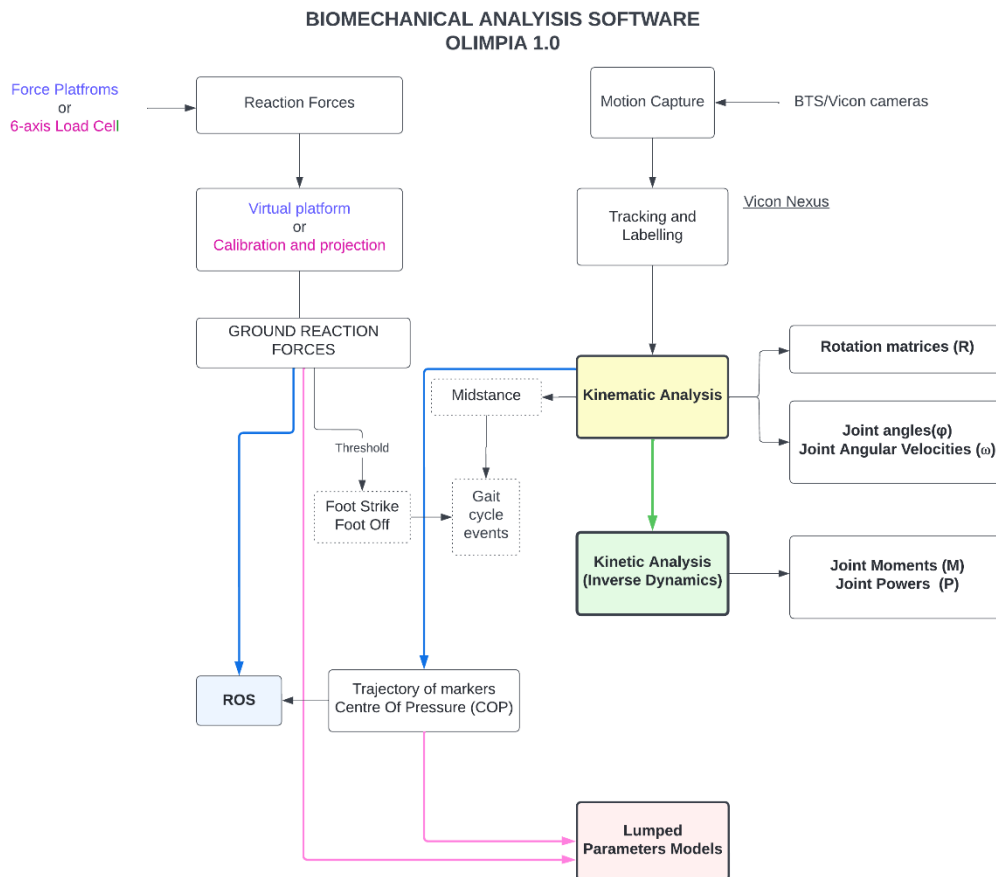 BIOMECHANICAL ANALYISIS SOFTWARE
OLIMPIA 1.0
Force Platfroms
or
6-axis Load Cell
Reaction Forces
Motion Capture
BTS/Vicon cameras
Virtual platform
or
Calibration and projection
Tracking and
Labelling
Vicon Nexus
GROUND REACTION
FORCES
Rotation matrices (R)
Midstance
Kinematic Analysis
Joint angles(φ)
Joint Angular Velocities (ω)
Threshold
Foot Strike
Foot Off
Gait
cycle
events
Kinetic Analysis
(Inverse Dynamics)
Joint Moments (M)
Joint Powers (P)
ROS
Trajectory of markers
Centre Of Pressure (COP)
Lumped
Parameters Models